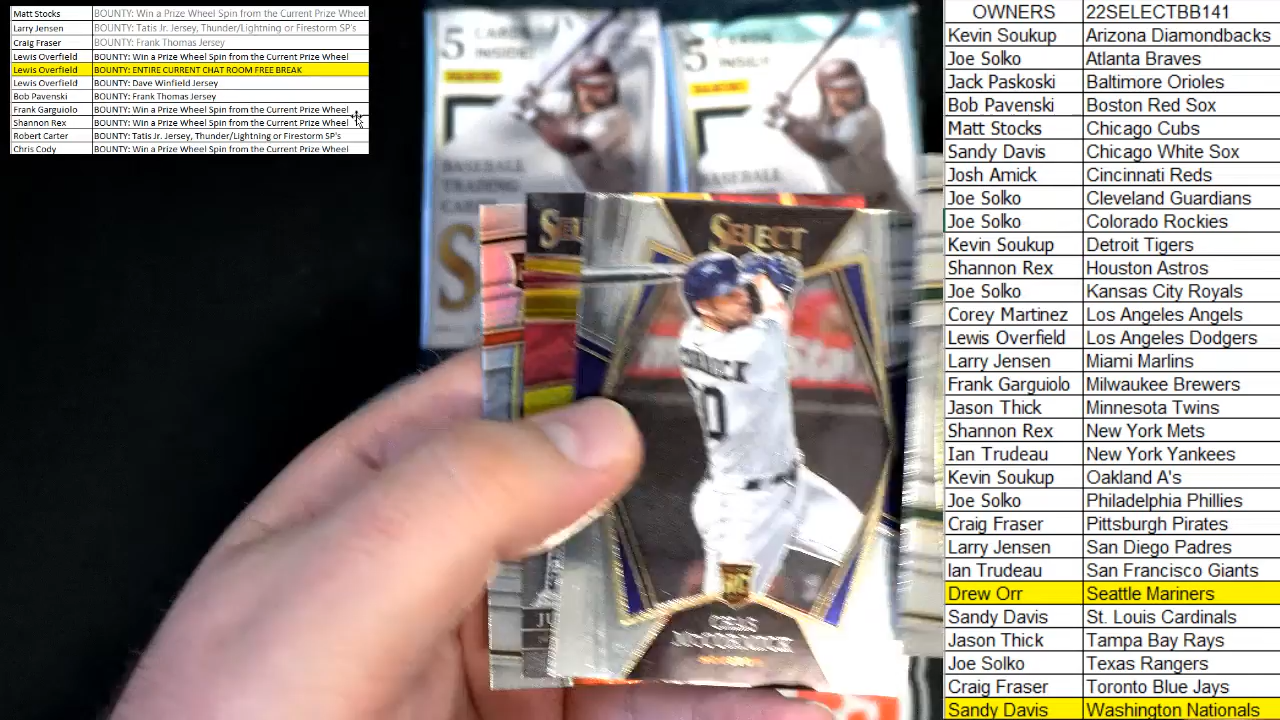 Matt Stocks BOUNTY: Win a Prize Wheel Spin from the Current Prize Wheel
Larry Jensen BOUNTY: Tatis Jr. Jersey, Thunder/Lightning or Firestorm SP's
Craig Fraser BOUNTY: Frank Thomas Jersey
Lewis Overfield BOUNTY: Win a Prize Wheel Spin from the Current Prize Wheel
Lewis Overfield BOUNTY: ENTIRE CURRENT CHAT ROOM FREE BREAK
Lewis Overfield BOUNTY: Dave Winfield Jersey
Bob Pavenski BOUNTY: Frank Thomas Jersey
Frank Garguiolo BOUNTY: Win a Prize Wheel Spin from the Current Prize Wheel
Shannon Rex BOUNTY: Win a Prize Wheel Spin from the Current Prize Wheel
Robert Carter BOUNTY: Tatis Jr. Jersey, Thunder/Lightning or Firestorm SP's
Chris Cody BOUNTY: Win a Prize Wheel Spin from the Current Prize Wheel
5 CARDS
INSIDE!
PANINI
BASEBALL
TRADING
S
5
PANINI
BASEBALL
SEL
SELECT
10
RC
CHAS
MCCORMICK
HOUSTON
JU
OWNERS 22SELECTBB141
Kevin Soukup Arizona Diamondbacks
Joe Solko Atlanta Braves
Jack Paskoski Baltimore Orioles
Bob Pavenski Boston Red Sox
Matt Stocks Chicago Cubs
Sandy Davis Chicago White Sox
Josh Amick Cincinnati Reds
Joe Solko Cleveland Guardians
Joe Solko Colorado Rockies
Kevin Soukup Detroit Tigers
Shannon Rex Houston Astros
Joe Solko Kansas City Royals
Corey Martinez Los Angeles Angels
Lewis Overfield Los Angeles Dodgers
Larry Jensen Miami Marlins
Frank Garguiolo Milwaukee Brewers
Jason Thick Minnesota Twins
Shannon Rex New York Mets
Ian Trudeau New York Yankees
Kevin Soukup Oakland A's
Joe Solko Philadelphia Phillies
Craig Fraser Pittsburgh Pirates
Larry Jensen San Diego Padres
Ian Trudeau San Francisco Giants
Drew Orr Seattle Mariners
Sandy Davis St. Louis Cardinals
Jason Thick Tampa Bay Rays
Joe Solko Texas Rangers
Craig Fraser Toronto Blue Jays
Sandy Davis Washington Nationals